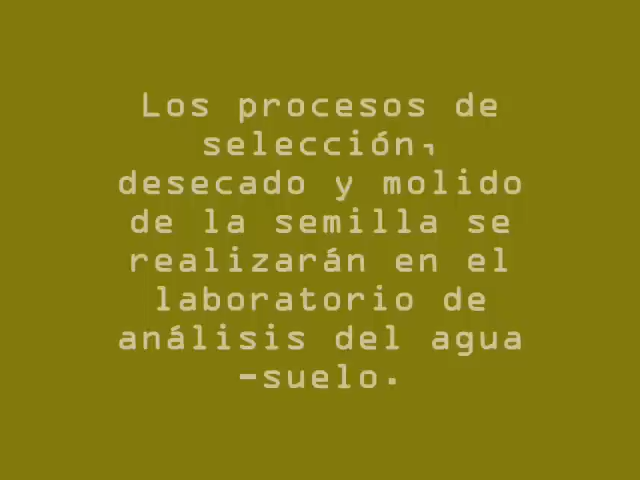 Los procesos de
selección,
desecado y molido
de la semilla se
realizarán en el
laboratorio de
análisis del agua
-suelo.